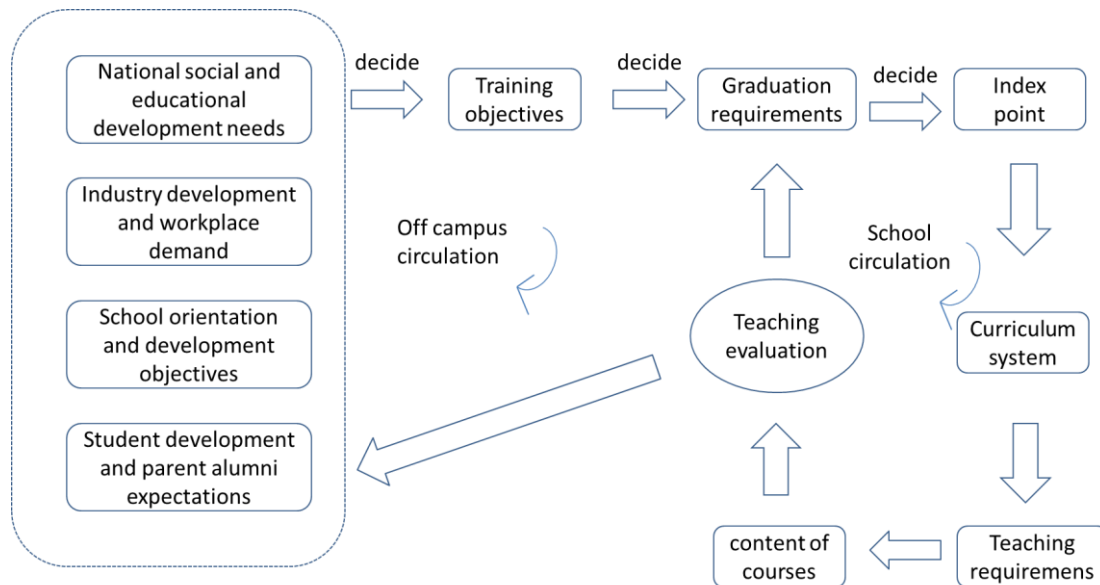 National social and
educational
development needs
Industry development
and workplace
demand
School orientation
and development
objectives
Student development
and parent alumni
expectations
decide
Training
objectives
decide
Graduation
requirements
decide
Index
point
Off campus
circulation
School
circulation
Teaching
evaluation
Curriculum
system
content of
courses
Teaching
requiremens